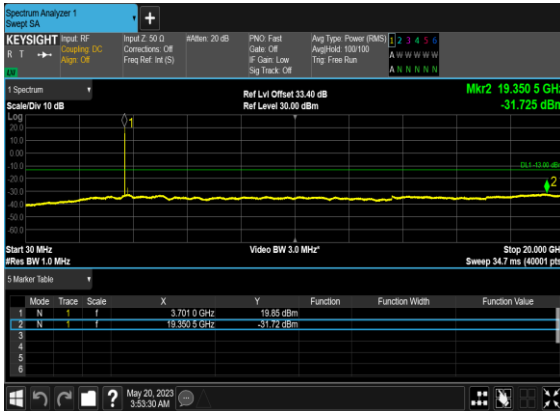 Spectrum Analyzer 1
Swept SA
KEYSIGHT
R T
Input: RF
Coupling: DC
Align: Off
Input Z: 50 Ω
Corrections: Off
Freq Ref: Int (S)
#Atten: 20 dB
PNO: Fast
Gate: Off
IF Gain: Low
Sig Track: Off
Avg Type: Power (RMS)
Avg|Hold: 100/100
Trig: Free Run
1 2 3 4 5 6
A W W W W W
A N N N N N
1 Spectrum
Scale/Div 10 dB
Ref Lvl Offset 33.40 dB
Ref Level 30.00 dBm
Mkr2 19.350 5 GHz
-31.725 dBm
Log
20.0
10.0
0.00
-10.0
-20.0
-30.0
-40.0
-50.0
-60.0
1
DL1 -13.00 dBm
2
Start 30 MHz
#Res BW 1.0 MHz
Video BW 3.0 MHz*
Stop 20.000 GHz
Sweep 34.7 ms (40001 pts)
5 Marker Table
Mode Trace Scale X Y Function Function Width Function Value
1 N 1 f 3.701 0 GHz 19.85 dBm
2 N 1 f 19.350 5 GHz -31.72 dBm
3
4
5
6
May 20, 2023
3:53:30 AM